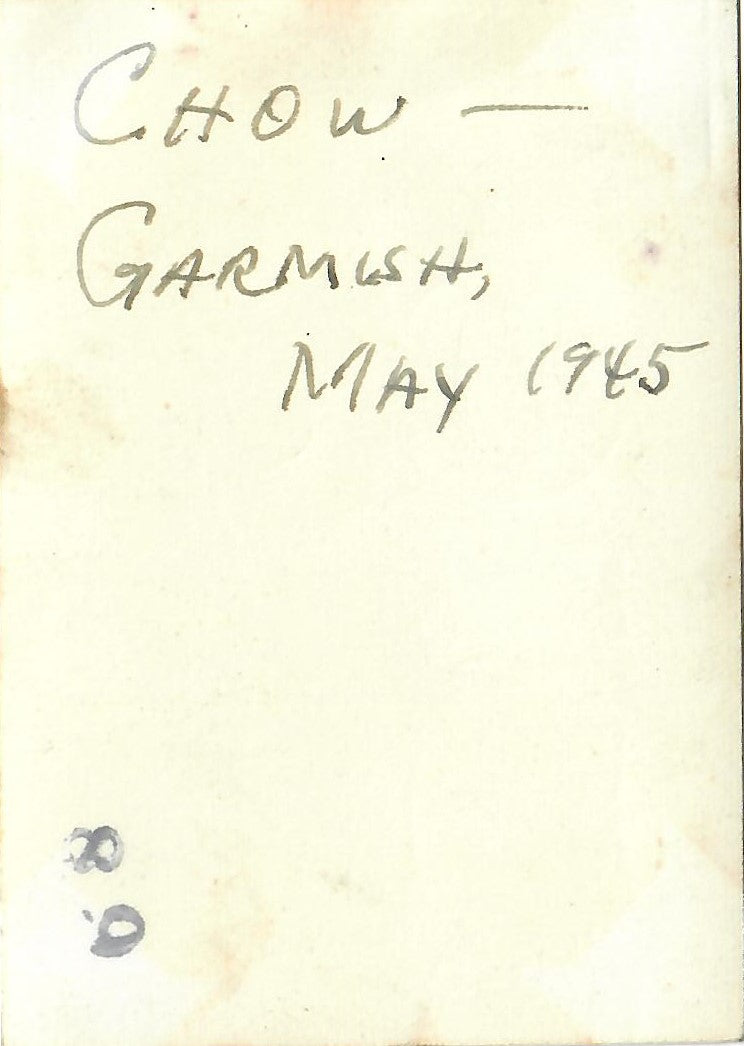 CHOW —
GARMISH,
MAY 1945